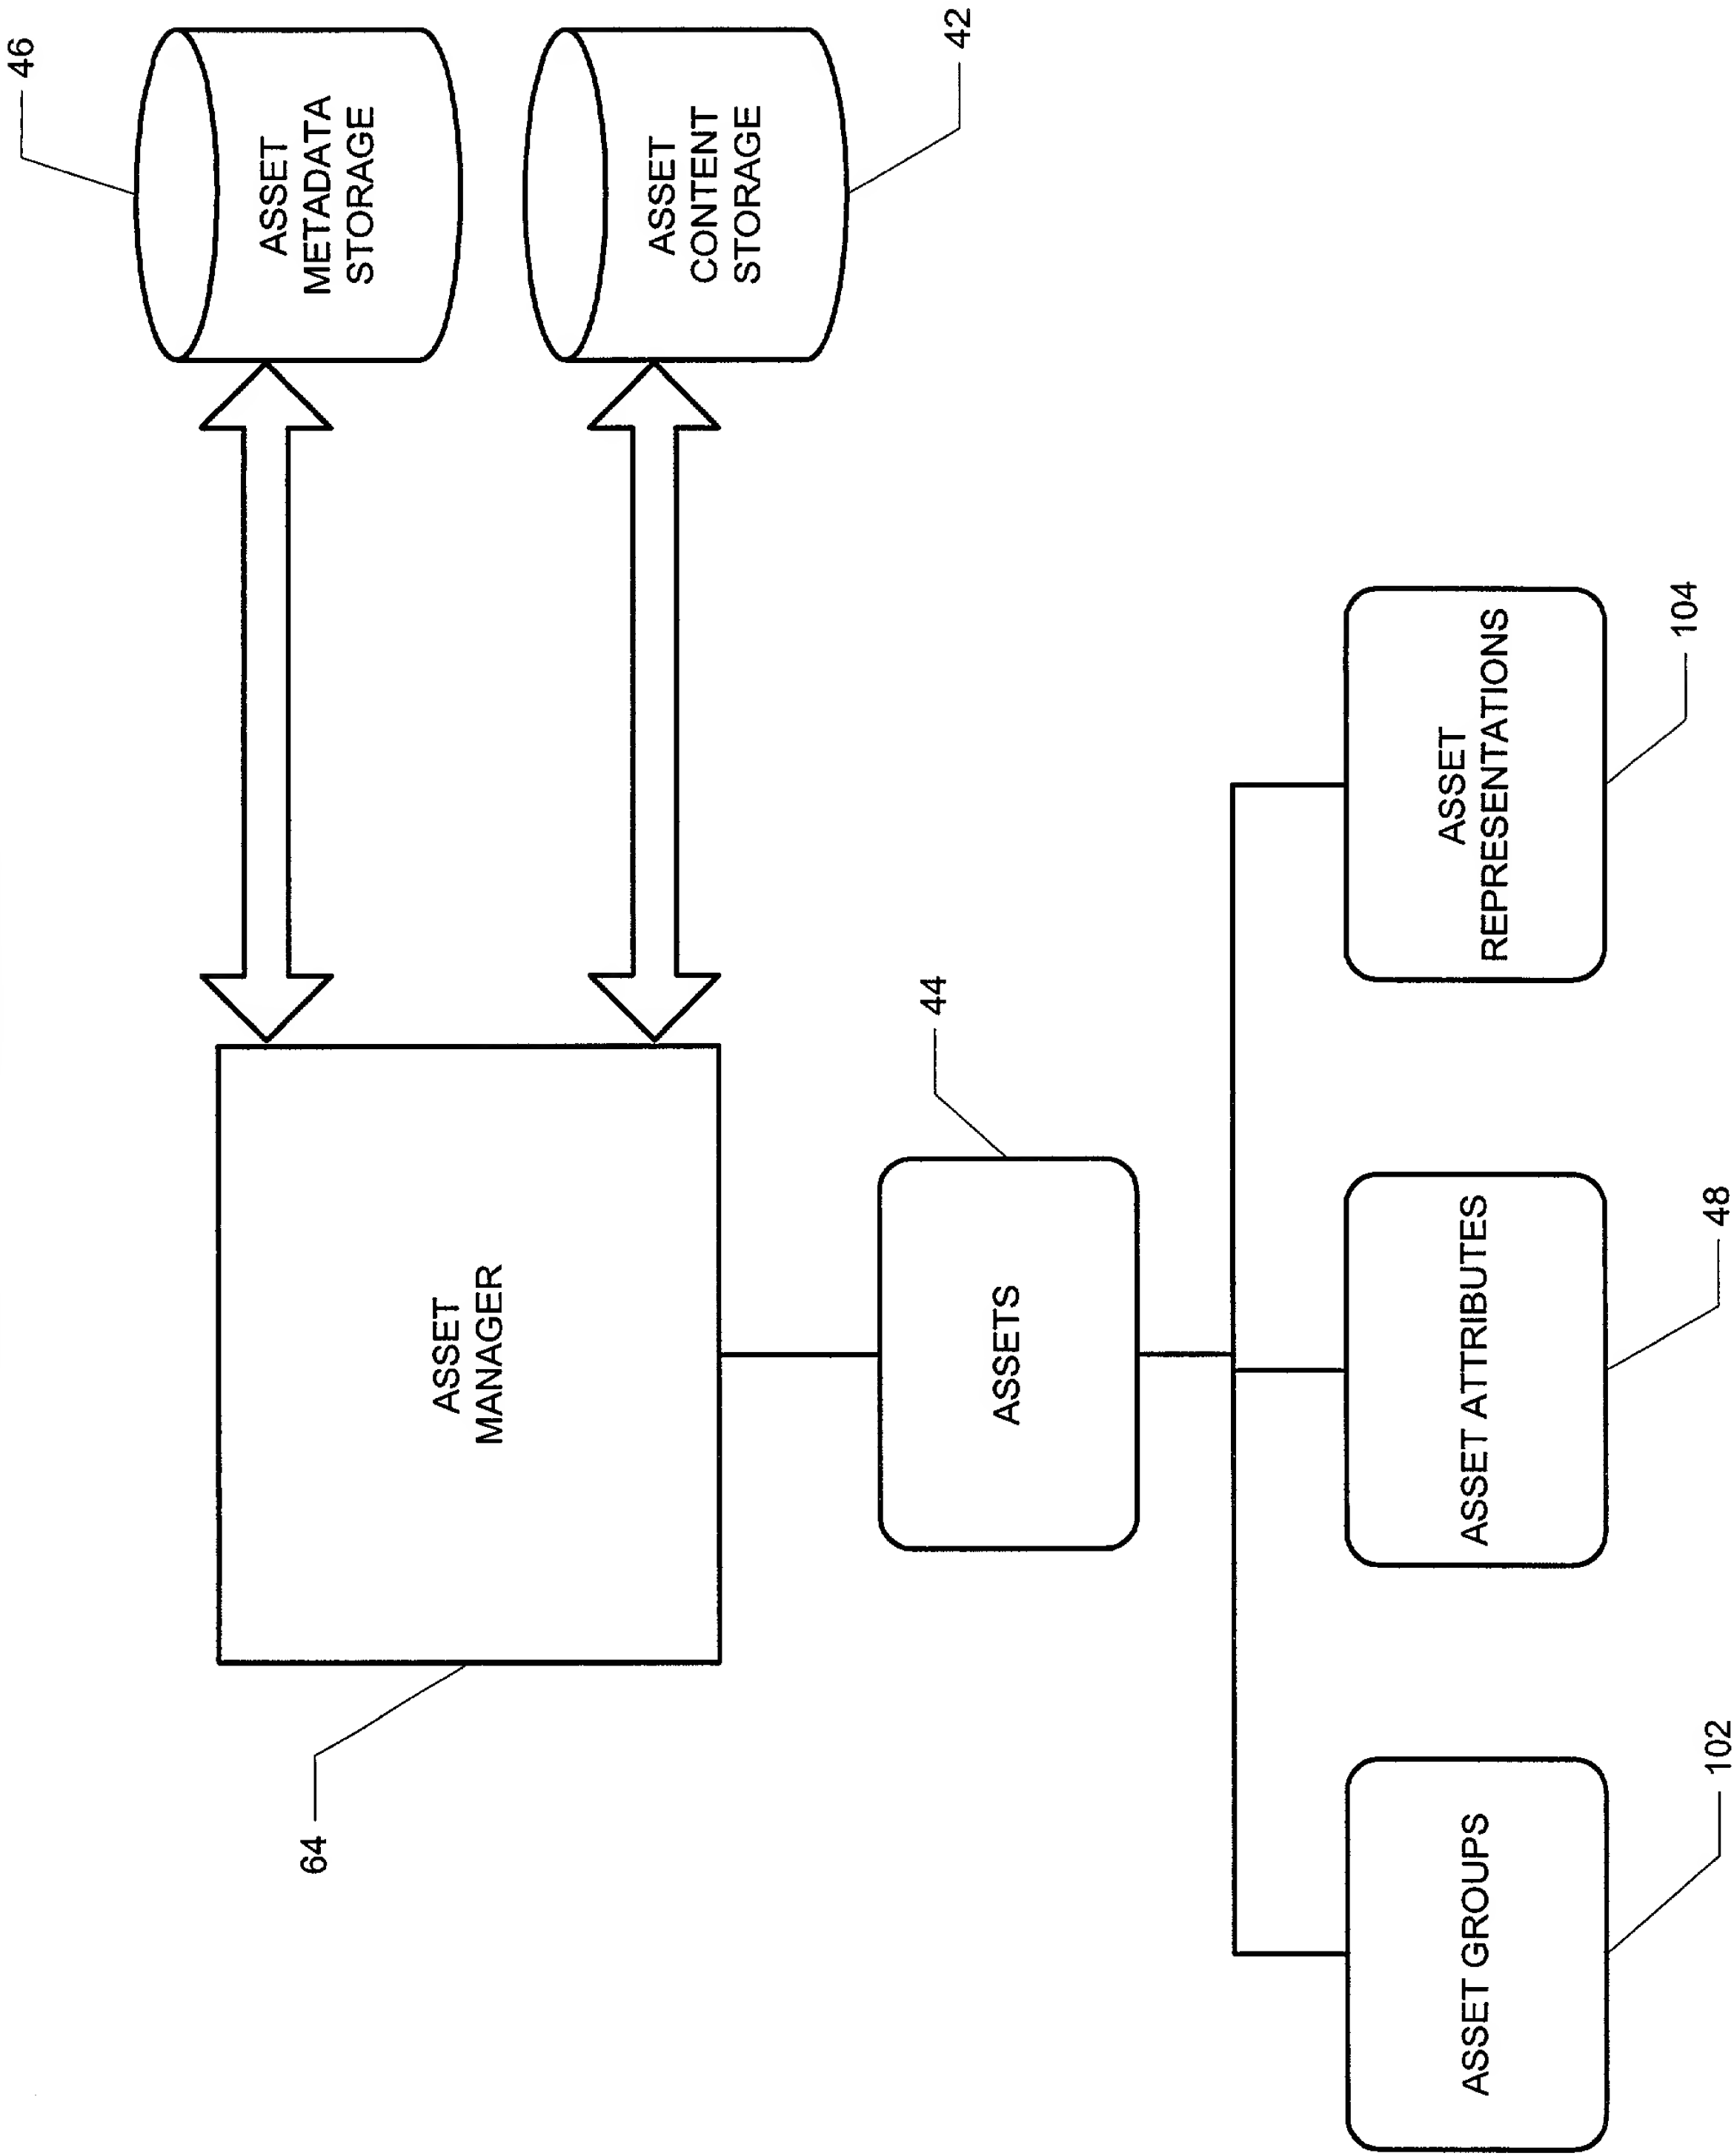 46
ASSET
METADATA
STORAGE
ASSET
CONTENT
STORAGE
42
64
ASSET
MANAGER
44
ASSETS
ASSET GROUPS
102
ASSET ATTRIBUTES
48
ASSET
REPRESENTATIONS
104